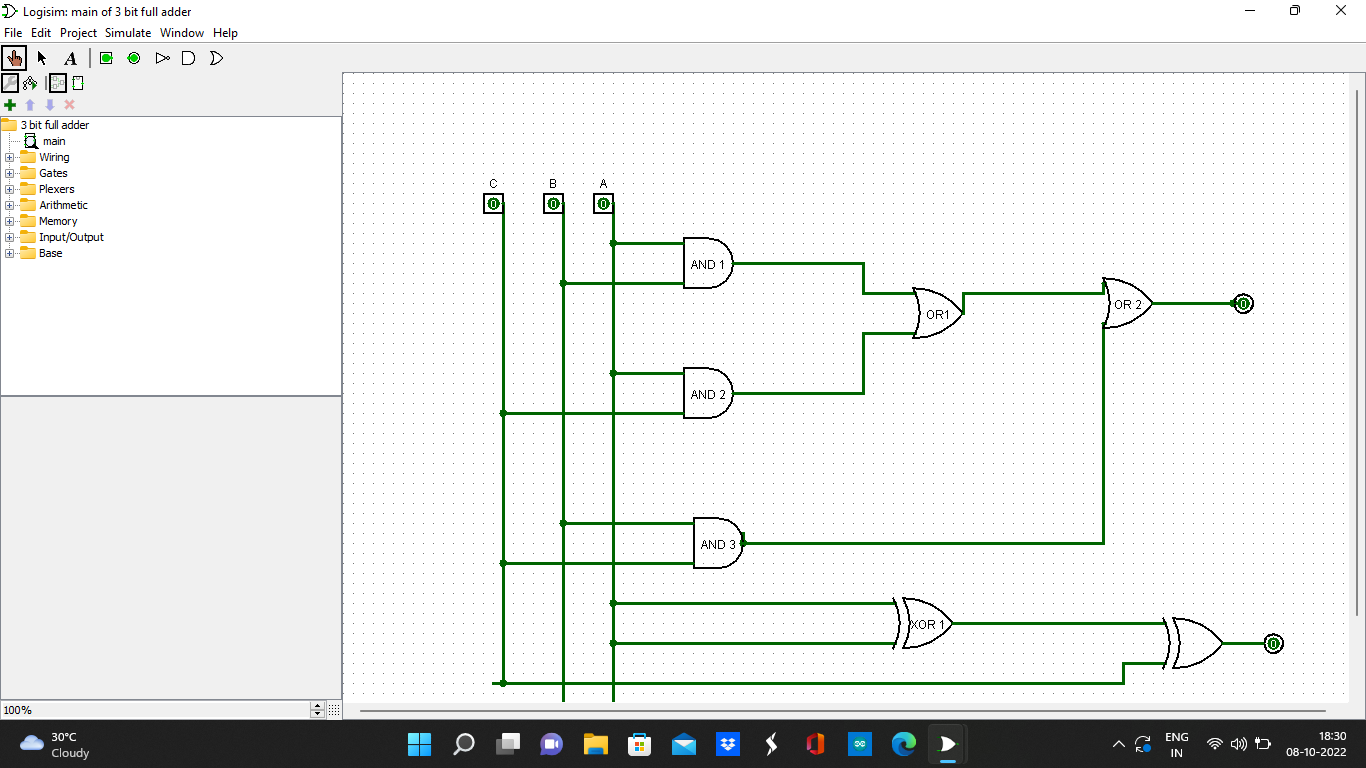 Logisim: main of 3 bit full adder
File Edit Project Simulate Window Help
A
3 bit full adder
main
Wiring
Gates
Plexers
Arithmetic
Memory
Input/Output
Base
C B A
0 0 0
AND 1
OR1
OR 2
0
AND 2
AND 3
XOR 1
0
100%
30°C
Cloudy
ENG
IN
18:30
08-10-2022